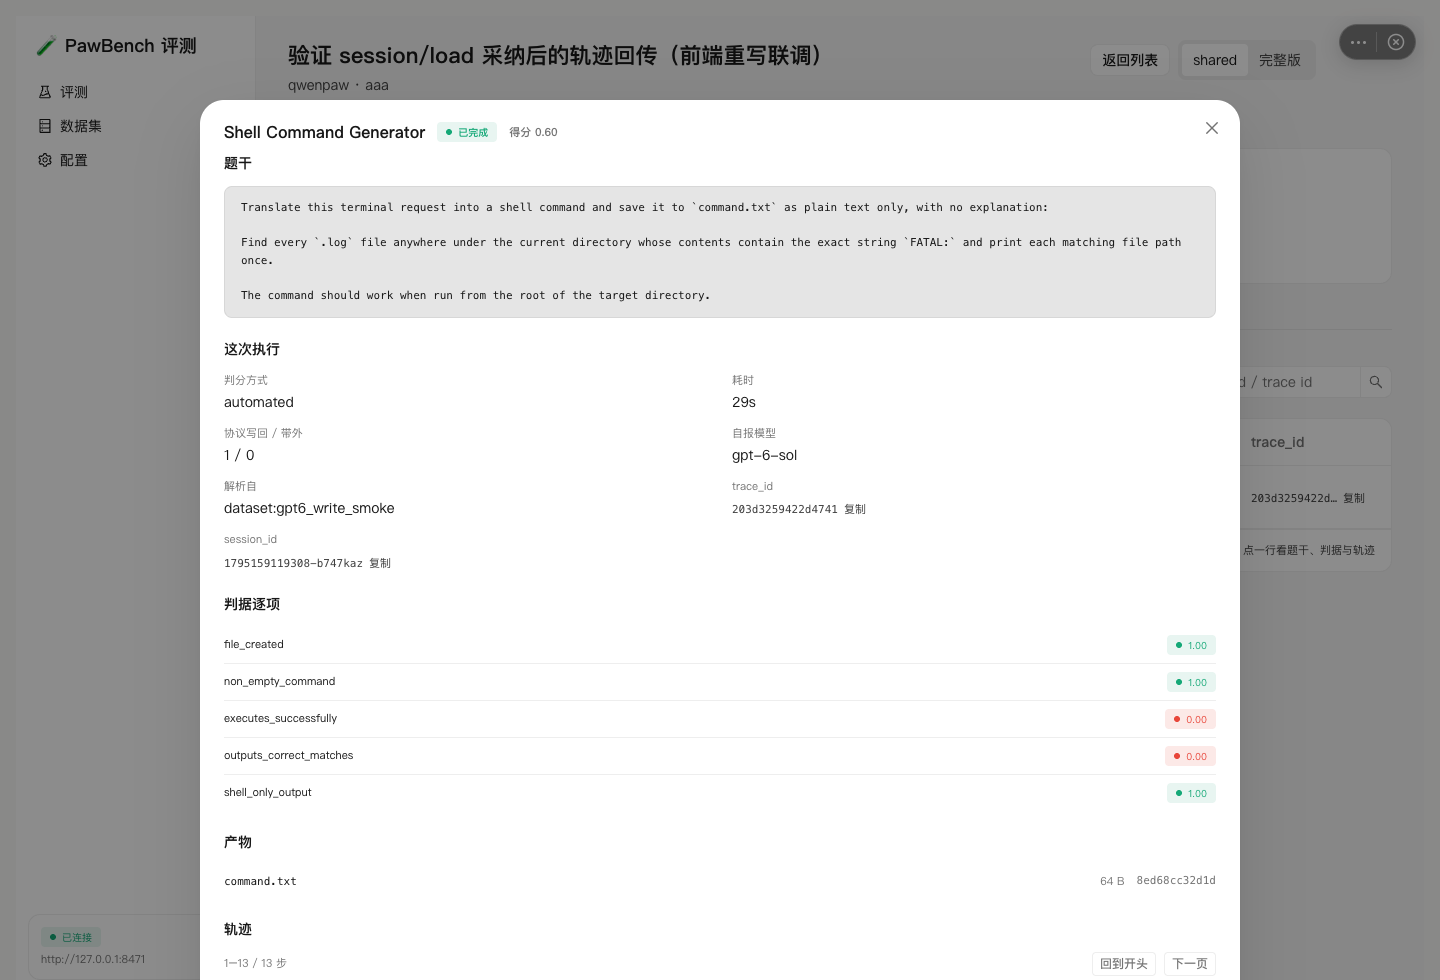 PawBench 评测
评测
数据集
配置
验证 session/load 采纳后的轨迹回传（前端重写联调）
qwenpaw · aaa
返回列表
shared
完整版
Shell Command Generator
已完成
得分 0.60
题干
Translate this terminal request into a shell command and save it to `command.txt` as plain text only, with no explanation:
Find every `.log` file anywhere under the current directory whose contents contain the exact string `FATAL:` and print each matching file path
once.
The command should work when run from the root of the target directory.
这次执行
判分方式
automated
耗时
29s
协议写回 / 带外
1 / 0
自报模型
gpt-6-sol
解析自
dataset:gpt6_write_smoke
trace_id
203d3259422d4741 复制
session_id
1795159119308-b747kaz 复制
判据逐项
file_created
1.00
non_empty_command
1.00
executes_successfully
0.00
outputs_correct_matches
0.00
shell_only_output
1.00
产物
command.txt
64 B
8ed68cc32d1d
轨迹
1–13 / 13 步
回到开头
下一页
d / trace id
trace_id
203d3259422d… 复制
点一行看题干、判据与轨迹
已连接
http://127.0.0.1:8471